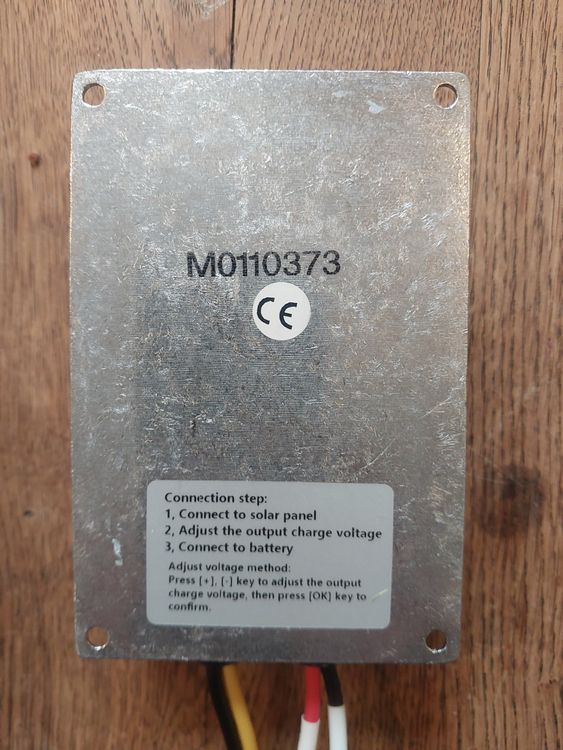 M0110373
CE
Connection step:
1, Connect to solar panel
2, Adjust the output charge voltage
3, Connect to battery
Adjust voltage method:
Press [+], [-] key to adjust the output
charge voltage, then press [OK] key to
confirm.